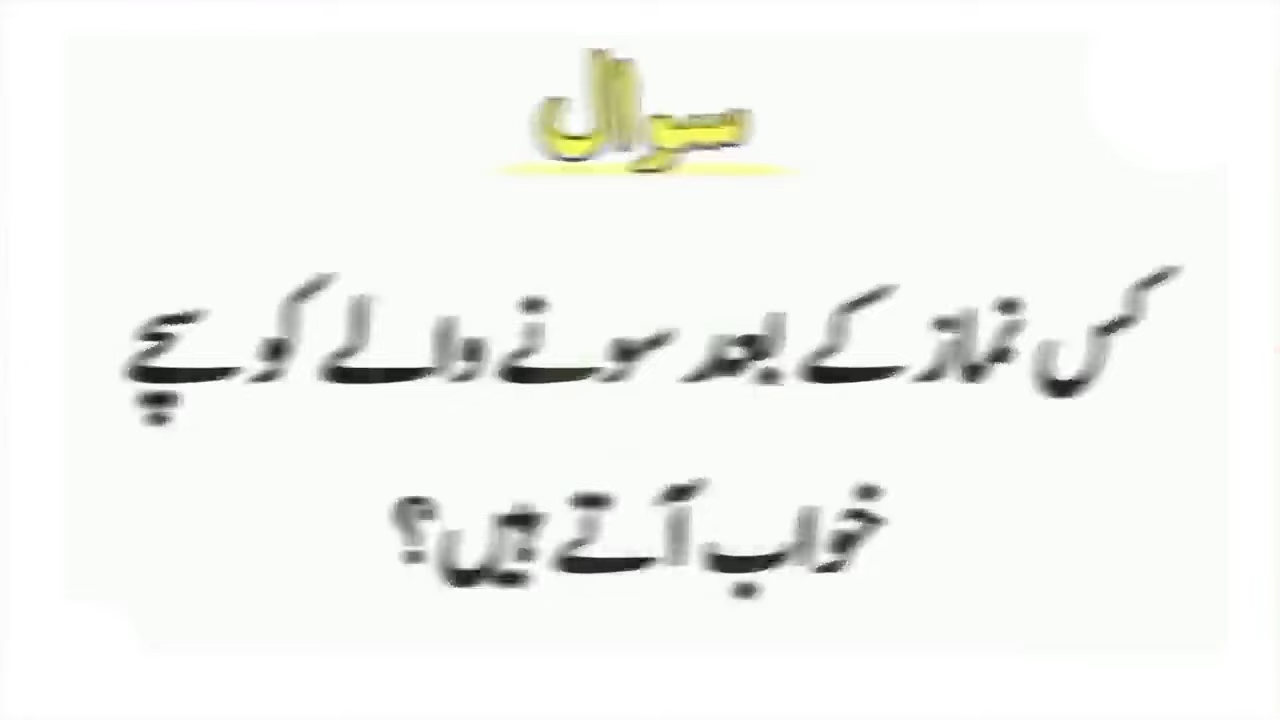 سوال
کس نماز کے بعد سونے والے کو سچے
خواب آتے ہیں؟